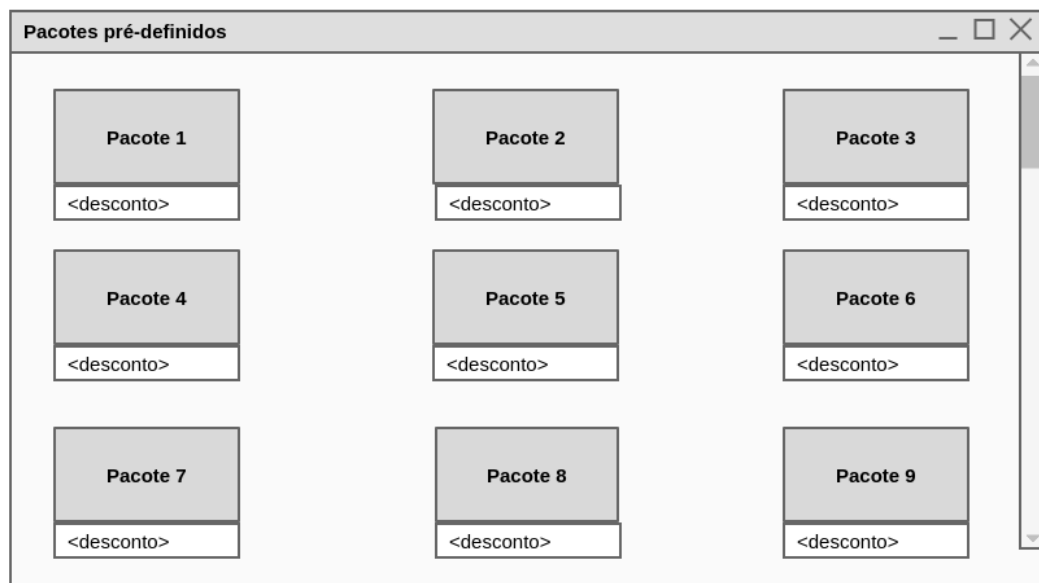 Pacotes pré-definidos
Pacote 1
Pacote 2
Pacote 3
<desconto>
<desconto>
<desconto>
Pacote 4
Pacote 5
Pacote 6
<desconto>
<desconto>
<desconto>
Pacote 7
Pacote 8
Pacote 9
<desconto>
<desconto>
<desconto>